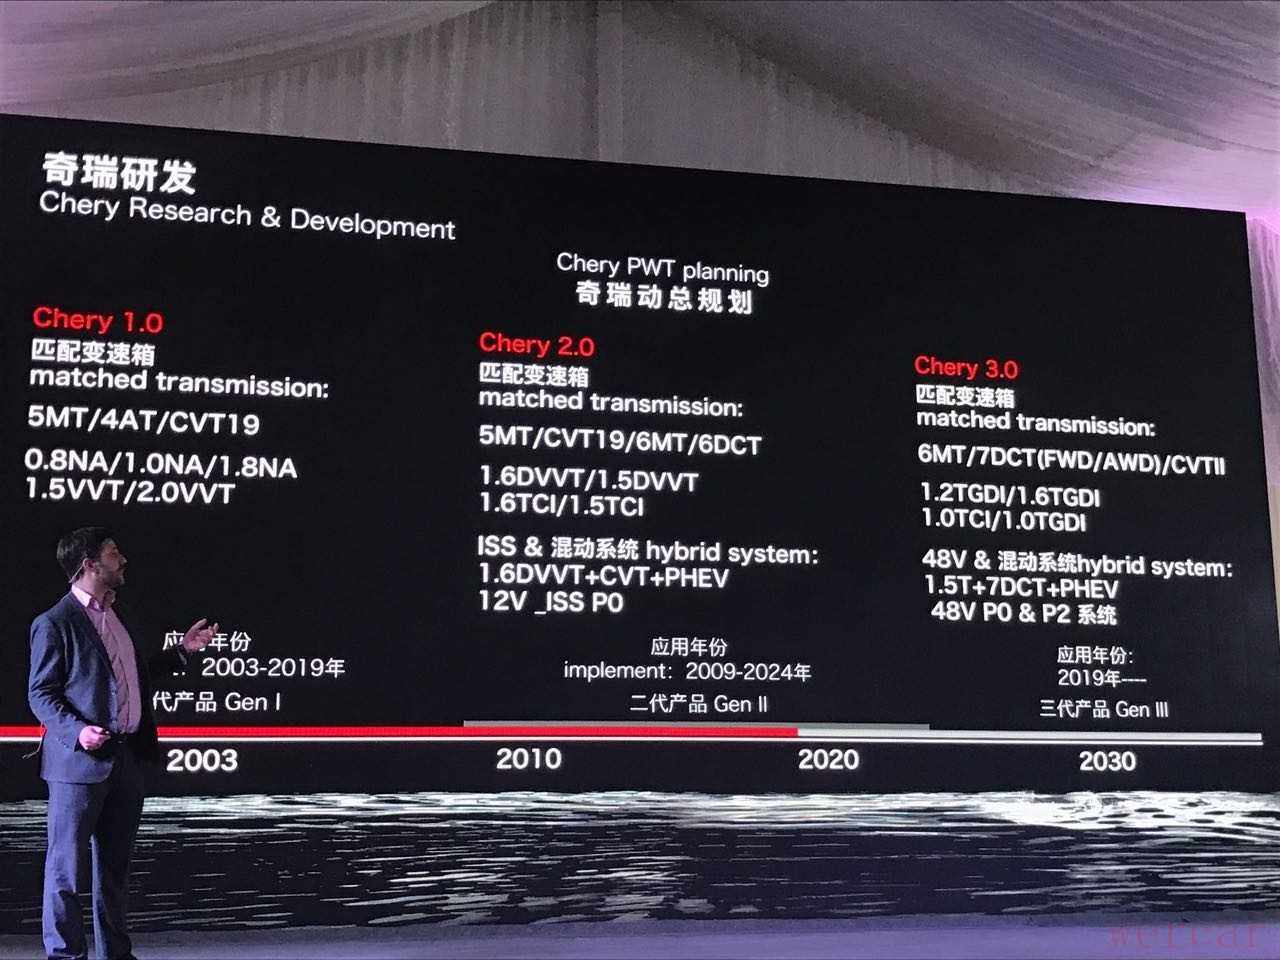 奇瑞研发
Chery Research & Development
Chery PWT planning
奇瑞动总规划
Chery 1.0
匹配变速箱
matched transmission:
5MT/4AT/CVT19
0.8NA/1.0NA/1.8NA
1.5VVT/2.0VVT
应 年份
2003-2019年
代产品 Gen I
Chery 2.0
匹配变速箱
matched transmission:
5MT/CVT19/6MT/6DCT
1.6DVVT/1.5DVVT
1.6TCI/1.5TCI
ISS & 混动系统 hybrid system:
1.6DVVT+CVT+PHEV
12V _ISS P0
应用年份
implement: 2009-2024年
二代产品 Gen II
Chery 3.0
匹配变速箱
matched transmission:
6MT/7DCT(FWD/AWD)/CVTII
1.2TGDI/1.6TGDI
1.0TCI/1.0TGDI
48V & 混动系统hybrid system:
1.5T+7DCT+PHEV
48V P0 & P2 系统
应用年份:
2019年----
三代产品 Gen III
2003
2010
2020
2030